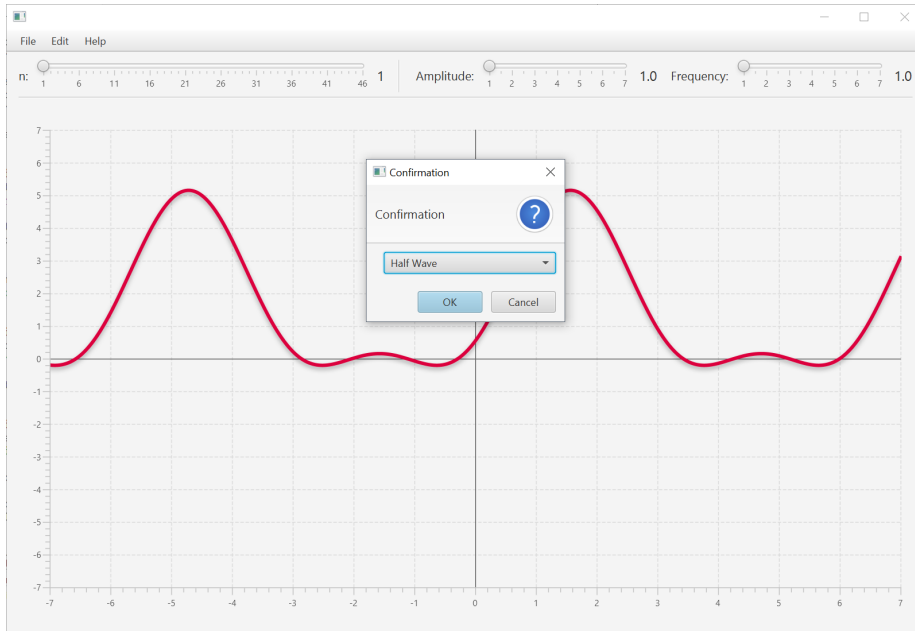 File Edit Help
n: 1 Amplitude: 1.0 Frequency: 1.0
1 6 11 16 21 26 31 36 41 46 1 2 3 4 5 6 7 1 2 3 4 5 6 7
7
6
Confirmation
5
Confirmation ?
4
3
Half Wave
2
OK Cancel
1
0
-1
-2
-3
-4
-5
-6
-7
-7 -6 -5 -4 -3 -2 -1 0 1 2 3 4 5 6 7